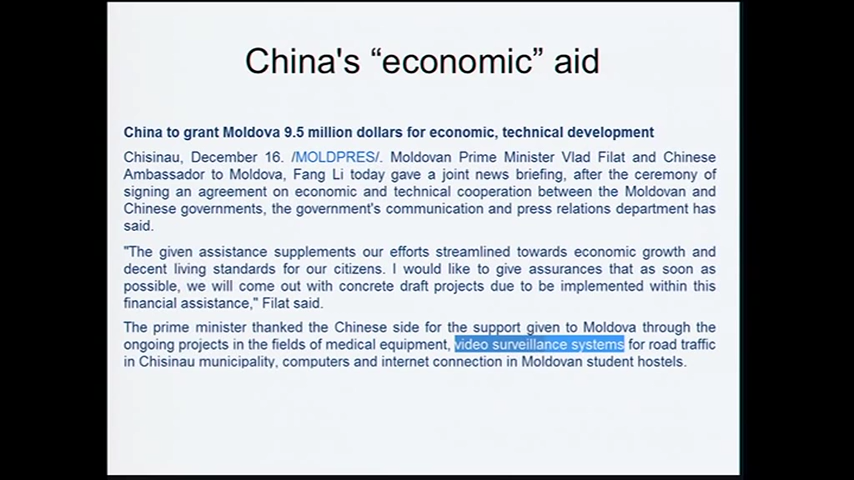 China's “economic” aid
China to grant Moldova 9.5 million dollars for economic, technical development
Chisinau, December 16. /MOLDPRES/. Moldovan Prime Minister Vlad Filat and Chinese
Ambassador to Moldova, Fang Li today gave a joint news briefing, after the ceremony of
signing an agreement on economic and technical cooperation between the Moldovan and
Chinese governments, the government's communication and press relations department has
said.
"The given assistance supplements our efforts streamlined towards economic growth and
decent living standards for our citizens. I would like to give assurances that as soon as
possible, we will come out with concrete draft projects due to be implemented within this
financial assistance," Filat said.
The prime minister thanked the Chinese side for the support given to Moldova through the
ongoing projects in the fields of medical equipment, video surveillance systems for road traffic
in Chisinau municipality, computers and internet connection in Moldovan student hostels.